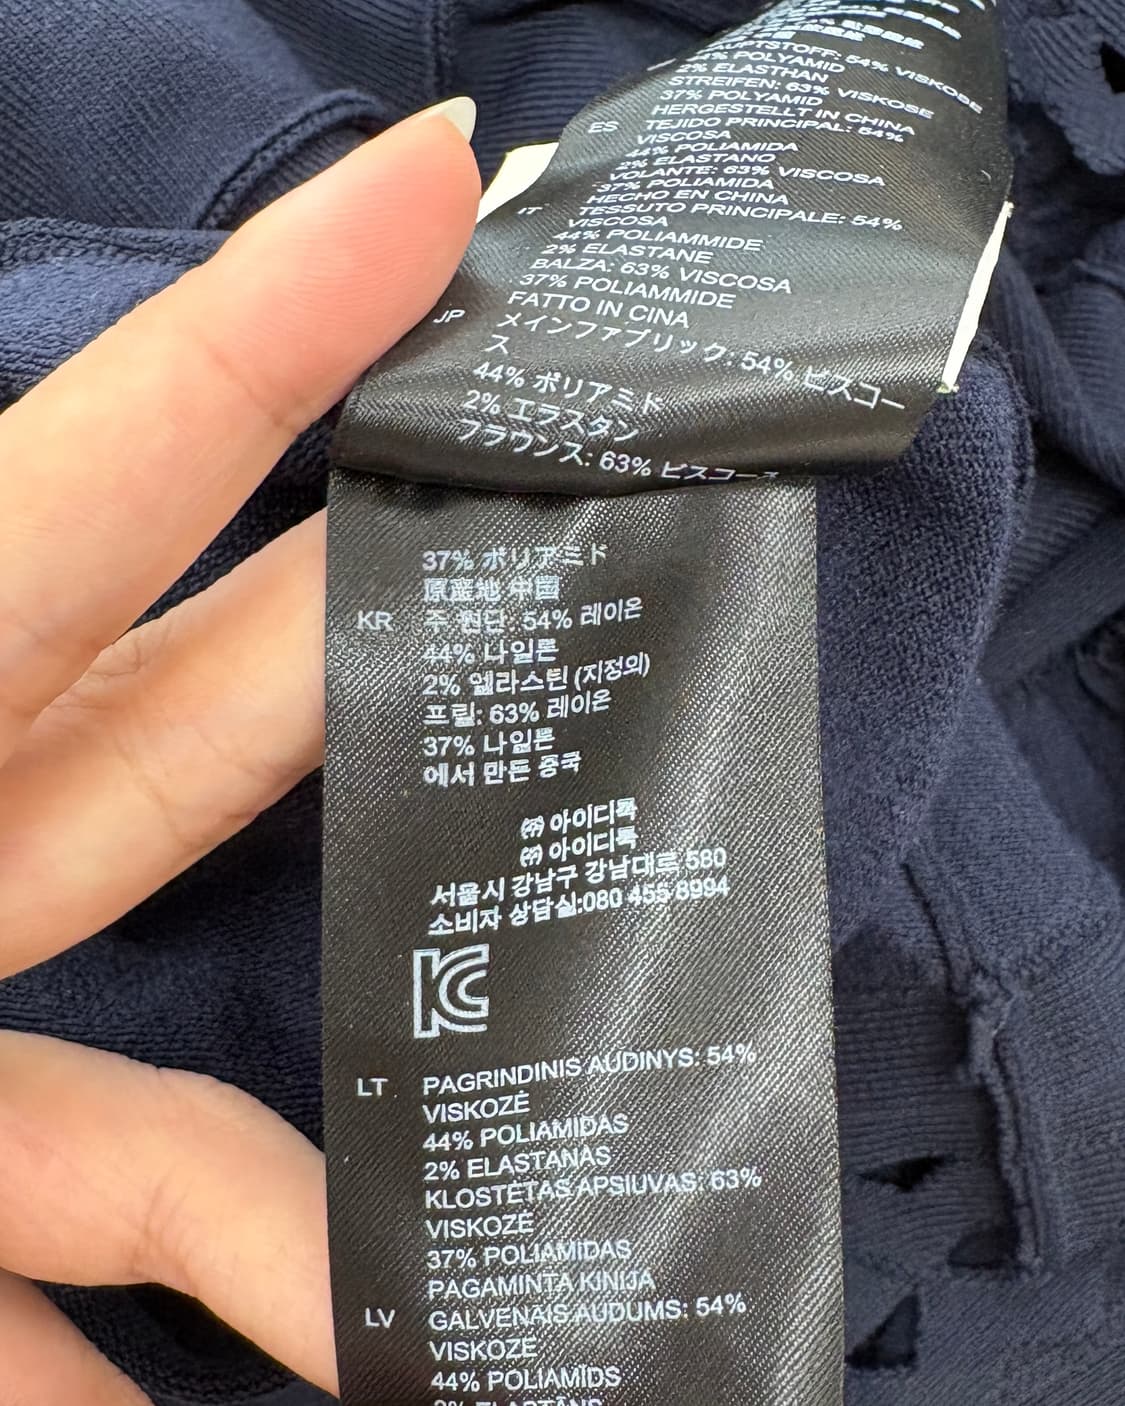 HAUPTSTOFF: 54% VISKOSE
44% POLYAMID
2% ELASTHAN
STREIFEN: 63% VISKOSE
37% POLYAMID
HERGESTELLT IN CHINA
ES TEJIDO PRINCIPAL: 54%
VISCOSA
44% POLIAMIDA
2% ELASTANO
VOLANTE: 63% VISCOSA
37% POLIAMIDA
HECHO EN CHINA
IT TESSUTO PRINCIPALE: 54%
VISCOSA
44% POLIAMMIDE
2% ELASTANE
BALZA: 63% VISCOSA
37% POLIAMMIDE
FATTO IN CINA
JP メインファブリック: 54% ビスコー
ス
44% ポリアミド
2% エラスタン
フラウンス: 63% ビスコース
37% ポリアミド
原産地 中国
KR 주 원단: 54% 레이온
44% 나일론
2% 엘라스틴 (지정외)
프릴: 63% 레이온
37% 나일론
에서 만든 중국
㈜ 아이디룩
㈜ 아이디룩
서울시 강남구 강남대로 580
소비자 상담실:080 455 8994
LT PAGRINDINIS AUDINYS: 54%
VISKOZĖ
44% POLIAMIDAS
2% ELASTANAS
KLOSTĖTAS APSIUVAS: 63%
VISKOZĖ
37% POLIAMIDAS
PAGAMINTA KINIJA
LV GALVENAIS AUDUMS: 54%
VISKOZE
44% POLIAMĪDS
2% ELASTĀNS